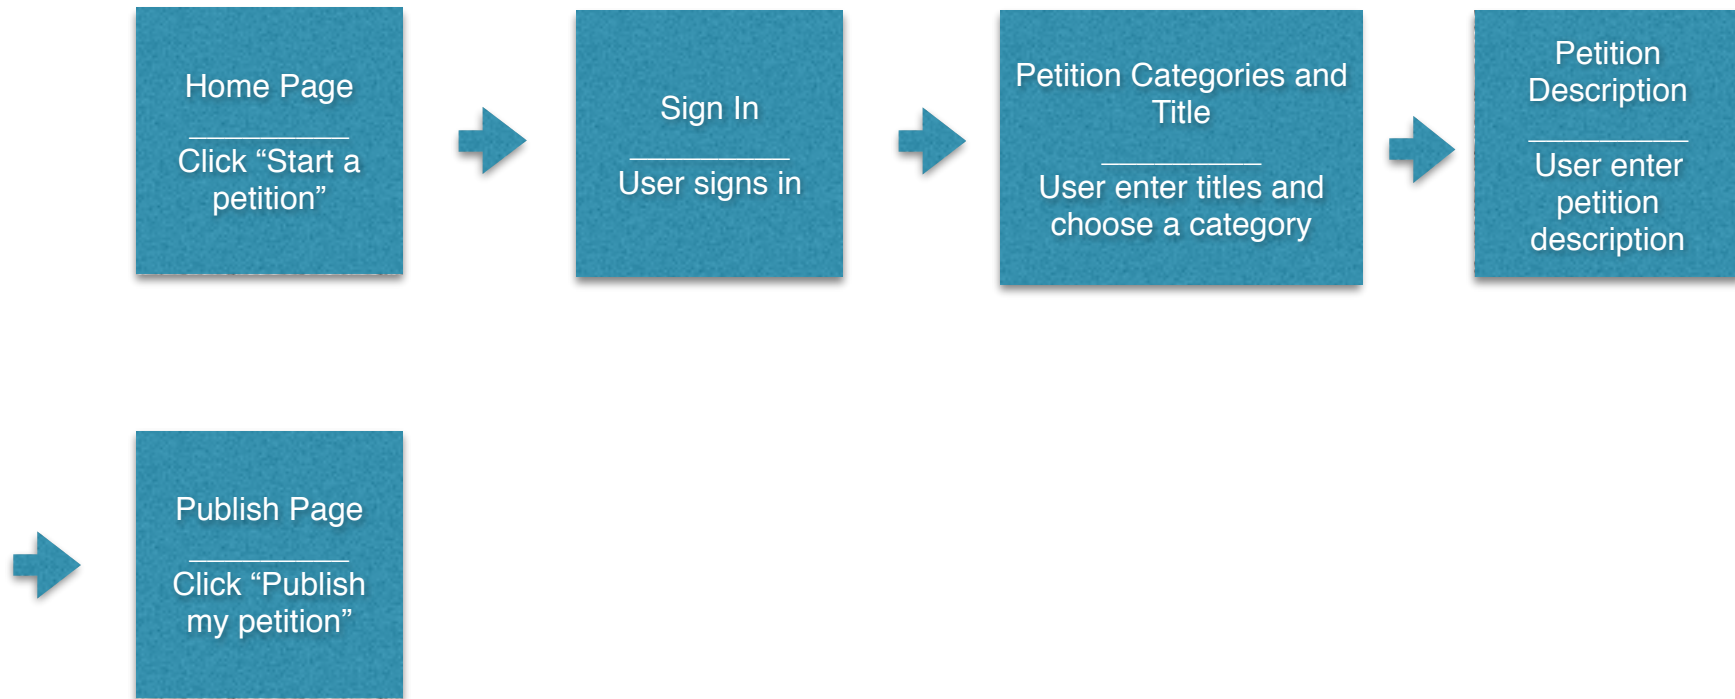 Home Page
Click “Start a
petition”
Sign In
User signs in
Petition Categories and
Title
User enter titles and
choose a category
Petition
Description
User enter
petition
description
Publish Page
Click “Publish
my petition”